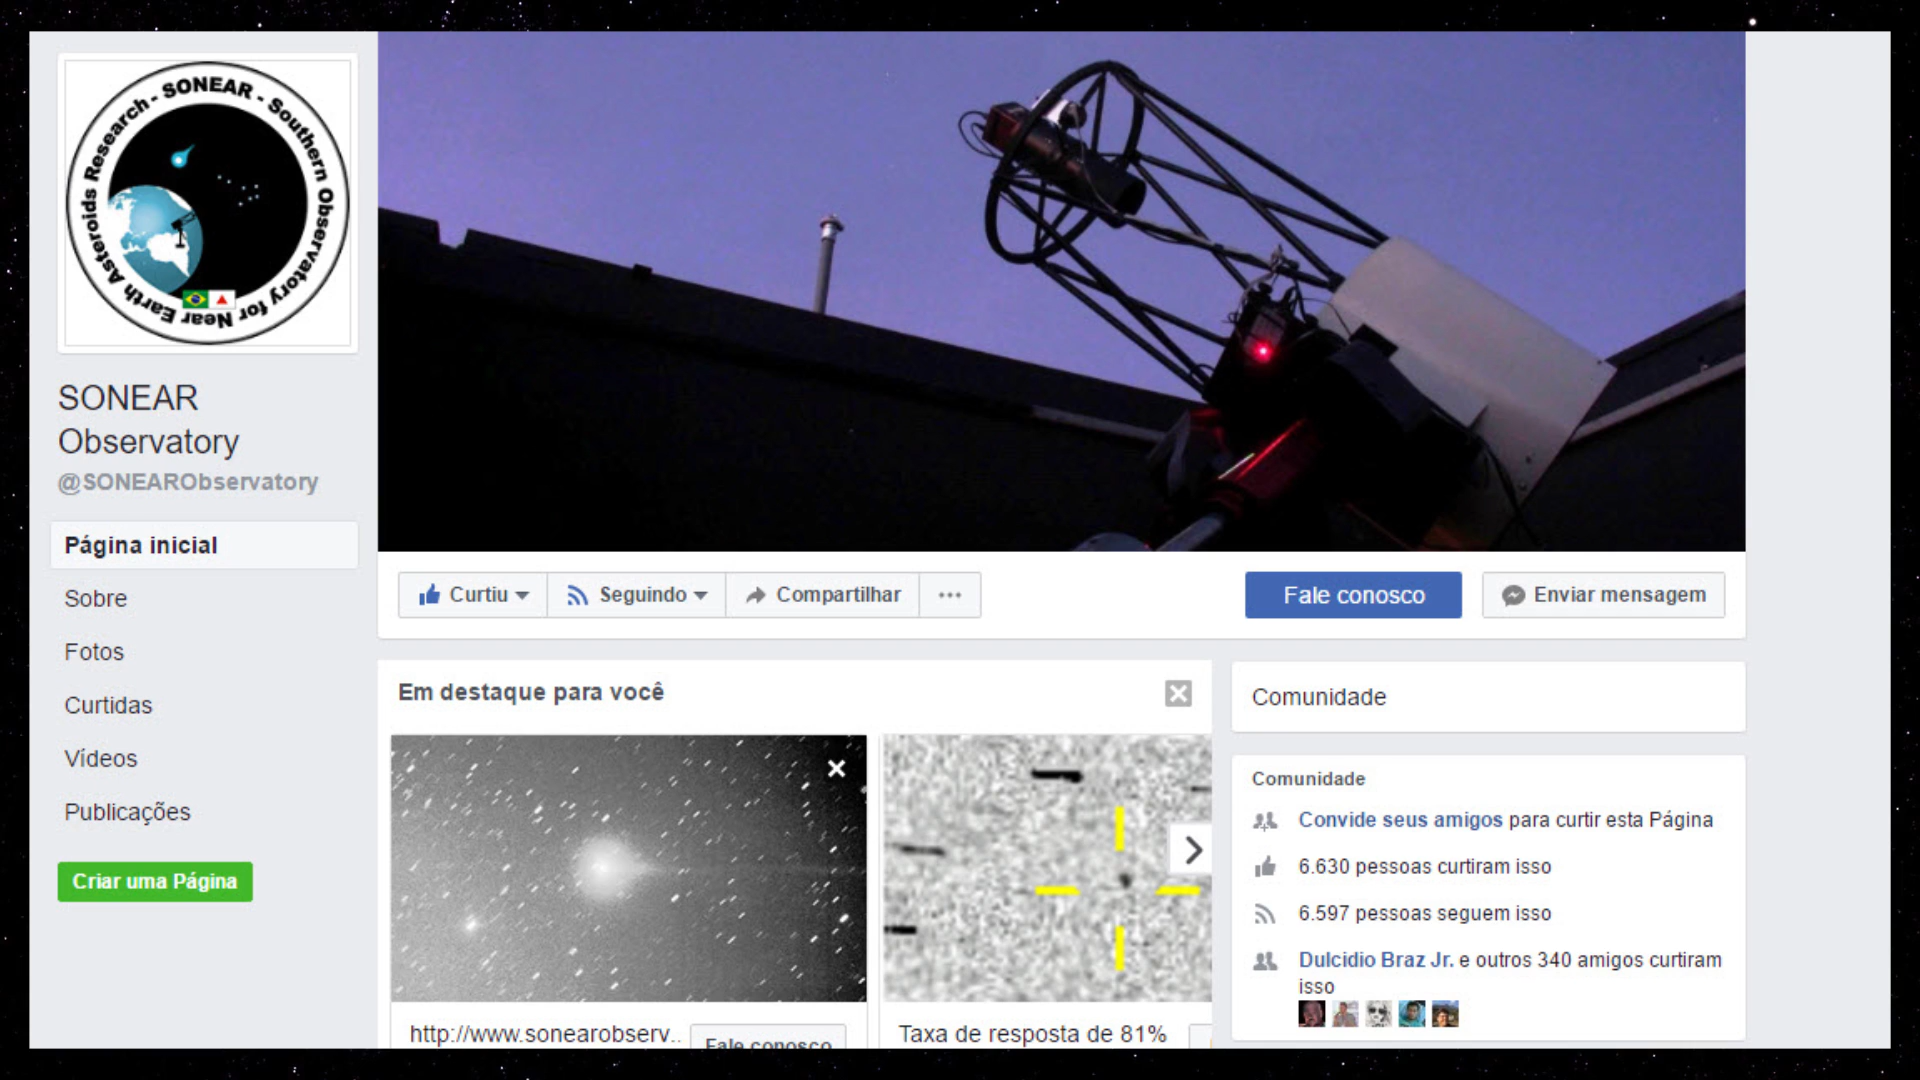 SONEAR - Southern Observatory for Near Earth Asteroids Research -
SONEAR
Observatory
@SONEARObservatory
Página inicial
Sobre
Fotos
Curtidas
Vídeos
Publicações
Criar uma Página
Curtiu
Seguindo
Compartilhar
...
Fale conosco
Enviar mensagem
Em destaque para você
http://www.sonearobserv..
Fale conosco
Taxa de resposta de 81%
Comunidade
Comunidade
Convide seus amigos para curtir esta Página
6.630 pessoas curtiram isso
6.597 pessoas seguem isso
Dulcidio Braz Jr. e outros 340 amigos curtiram
isso